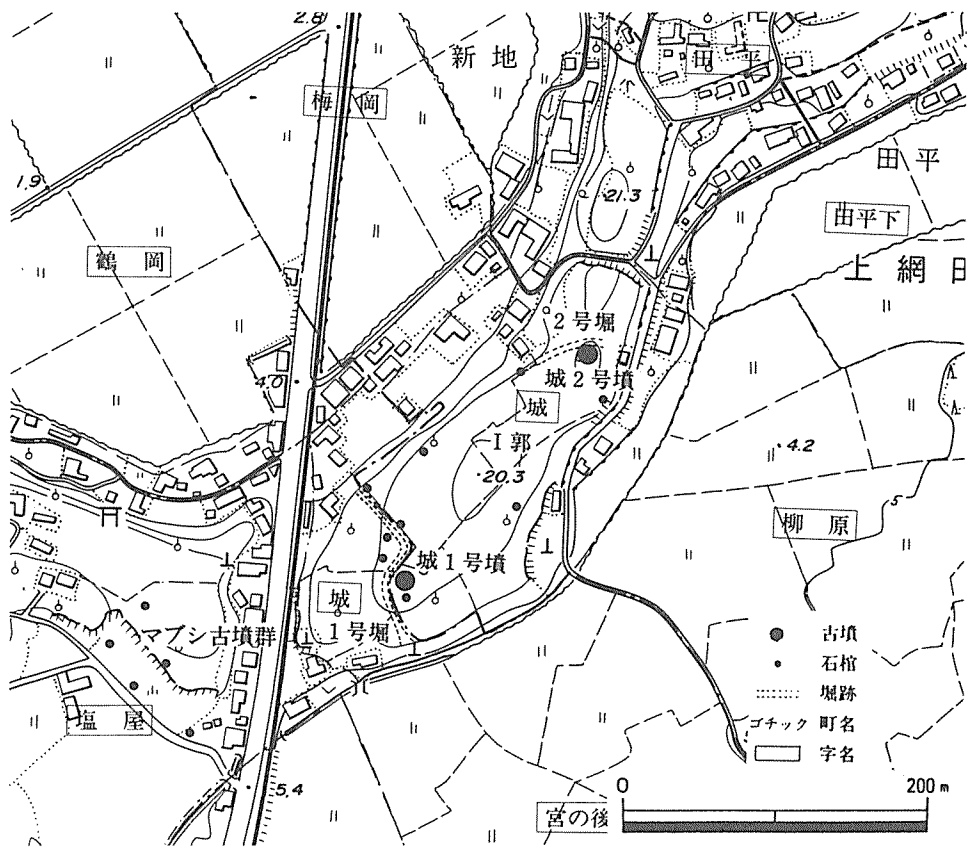 2.8
新地
梅岡
田平
1.9
21.3
田平
田平下
鶴岡
上網田
2号堀
4.0
城2号墳
城
I郭
20.3
4.2
5
柳原
城1号墳
城
1号堀
マブシ古墳群
塩屋
古墳
石棺
堀跡
ゴチック 町名
字名
5.4
宮の後
0 200m